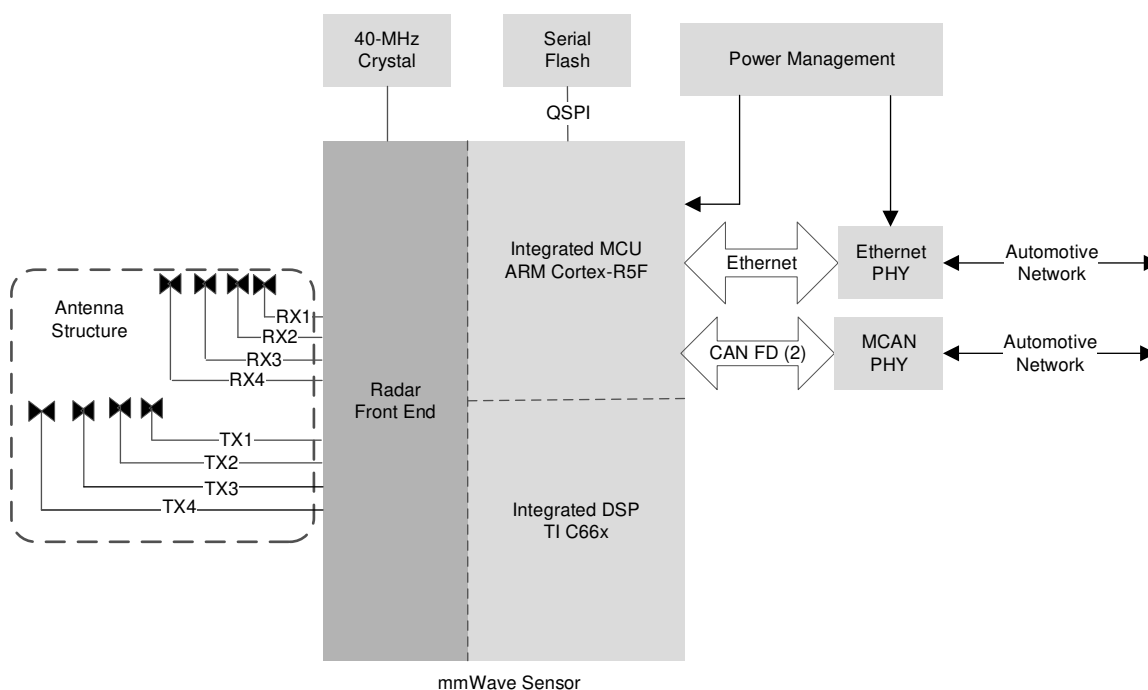 40-MHz
Crystal
Serial
Flash
Power Management
QSPI
Integrated MCU
ARM Cortex-R5F
Ethernet
Ethernet
PHY
Automotive
Network
Antenna
Structure
RX1
RX2
RX3
RX4
CAN FD (2)
MCAN
PHY
Automotive
Network
Radar
Front End
TX1
TX2
TX3
TX4
Integrated DSP
TI C66x
mmWave Sensor